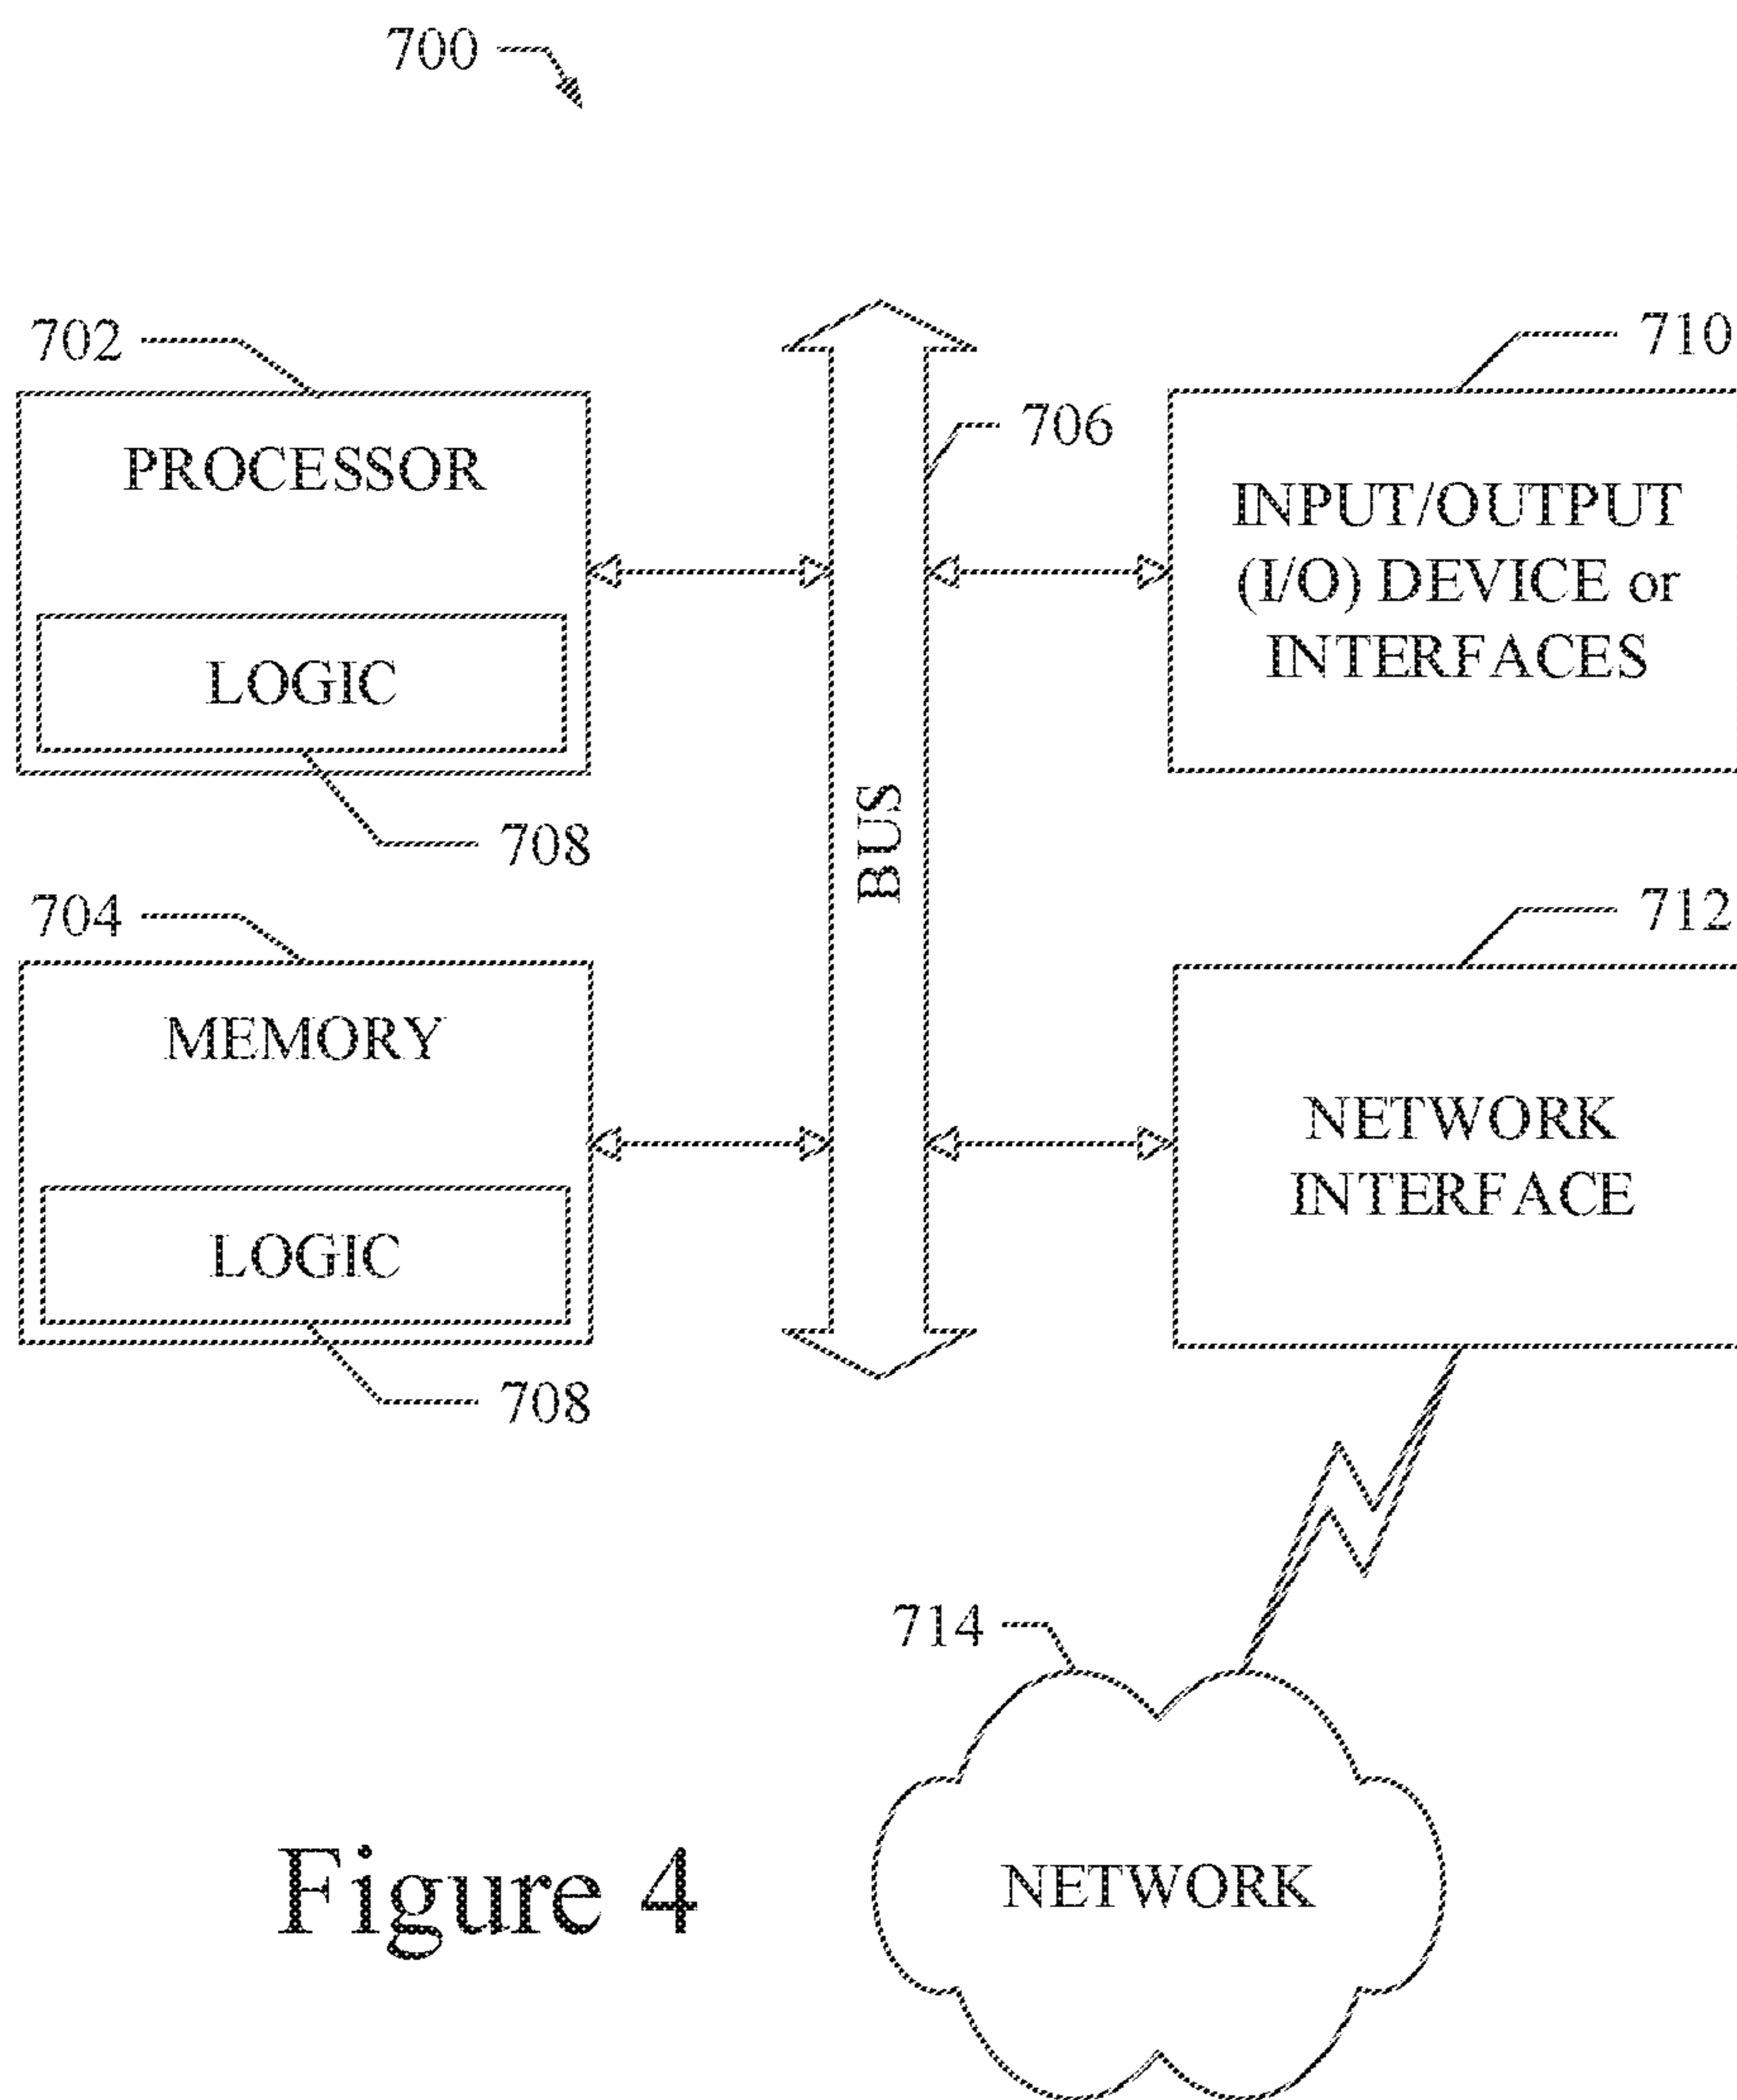 700
702
710
706
PROCESSOR
INPUT/OUTPUT
(I/O) DEVICE or
INTERFACES
LOGIC
708
BUS
704
712
MEMORY
NETWORK
INTERFACE
LOGIC
708
714
NETWORK
Figure 4